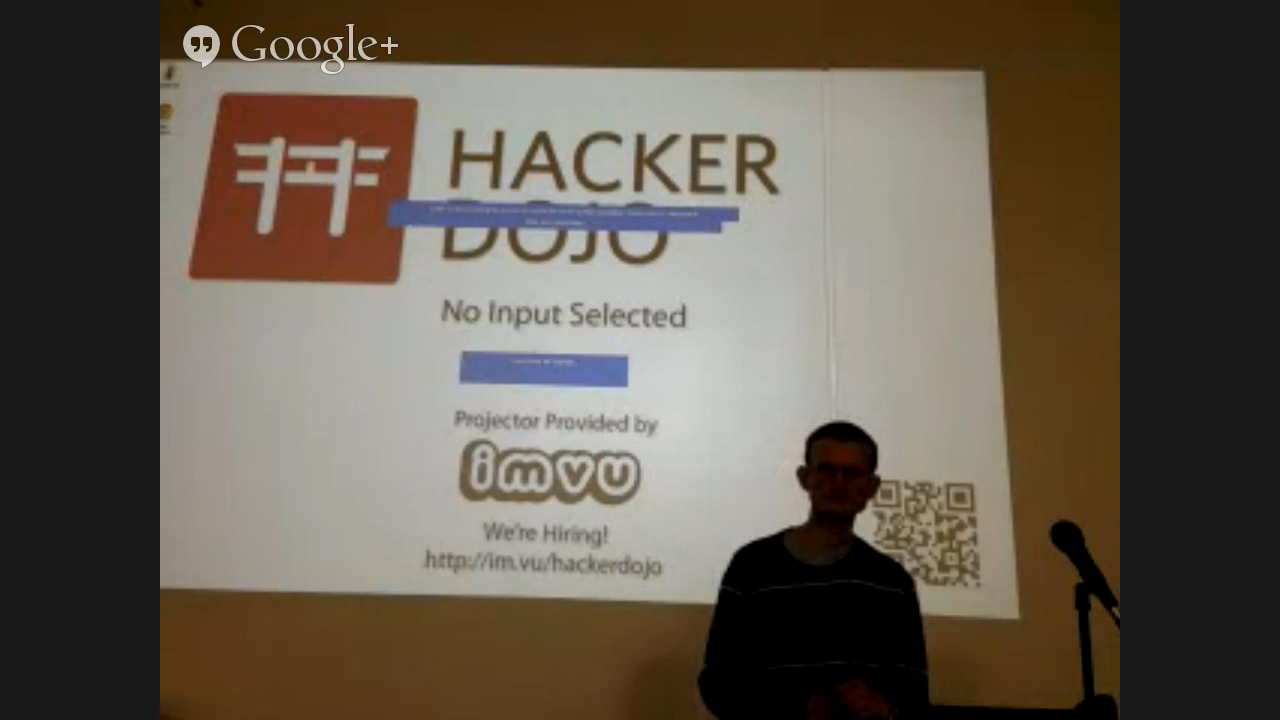 Google+
HACKER
DOJO
No Input Selected
Projector Provided by
imvu
We're Hiring!
http://im.vu/hackerdojo